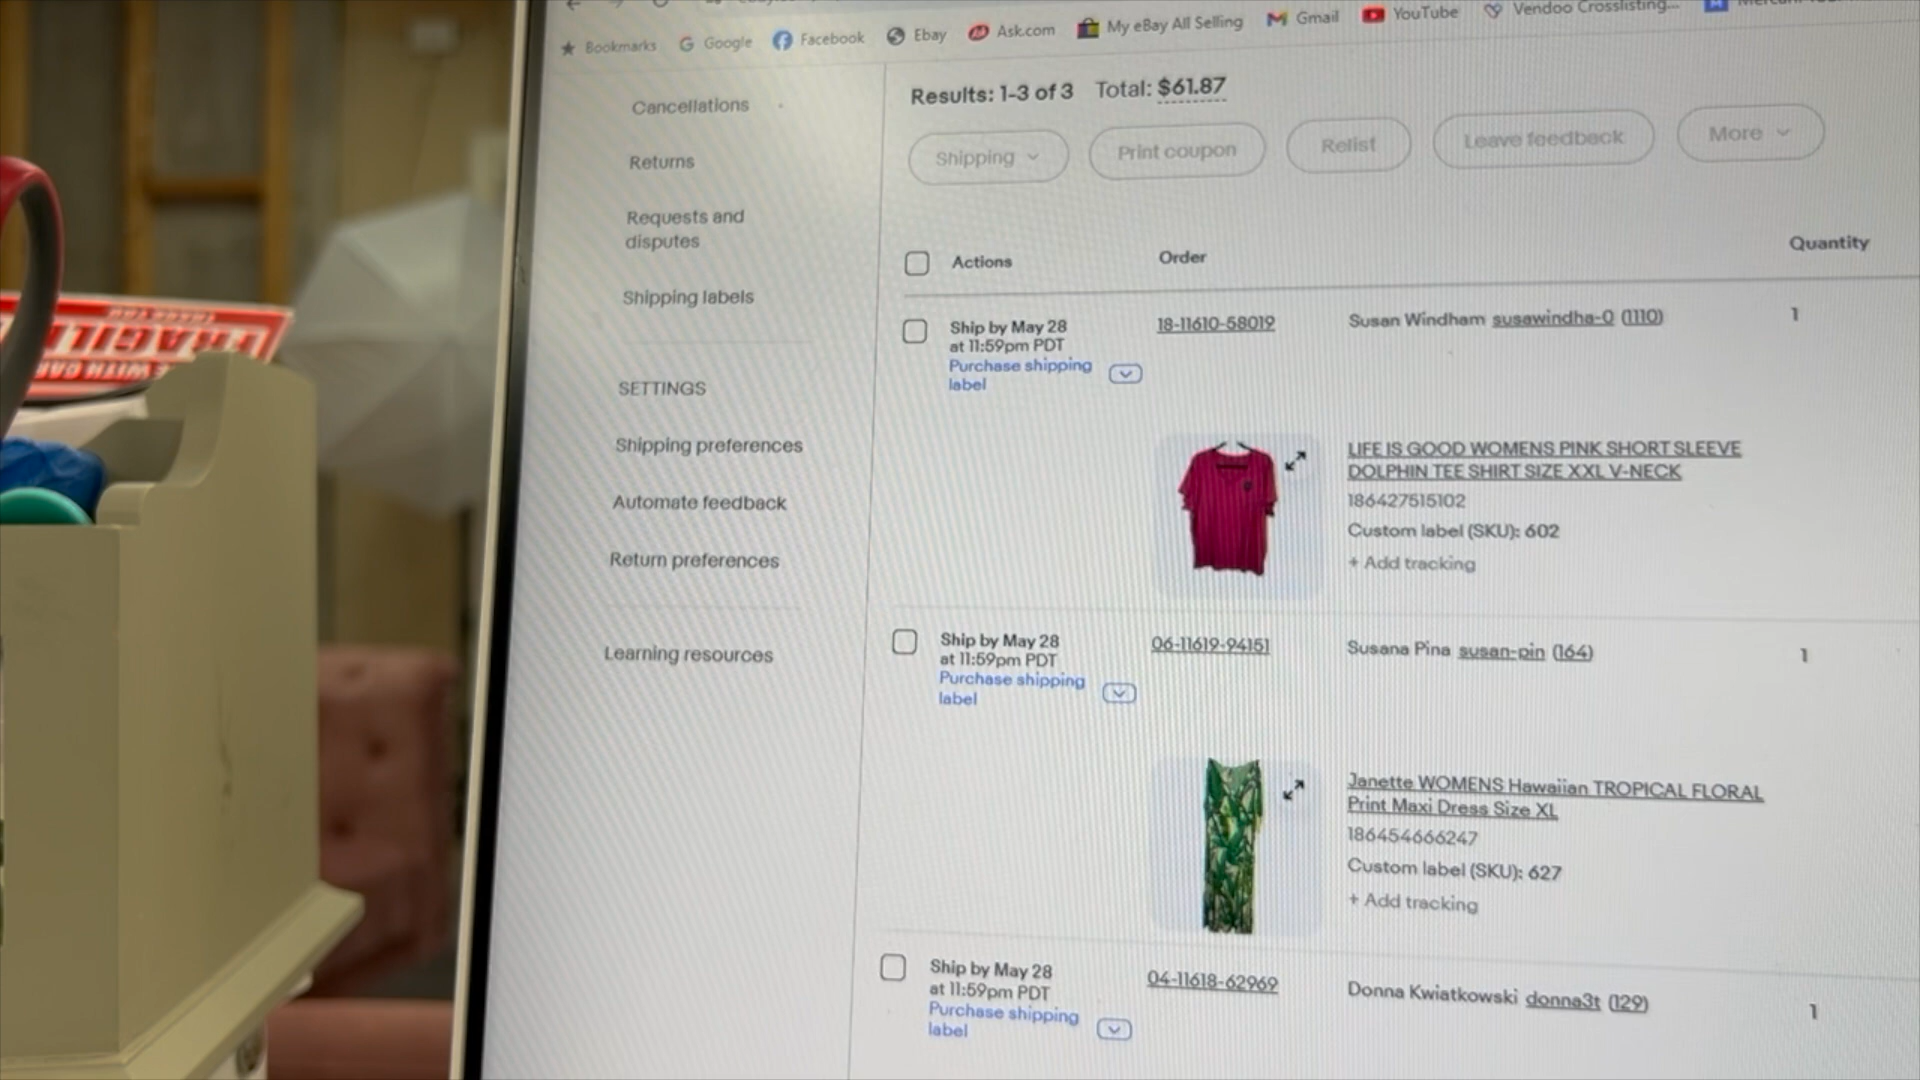 Bookmarks Google Facebook Ebay Ask.com My eBay All Selling Gmail YouTube Vendoo Crosslisting...
Cancellations
Returns
Requests and
disputes
Shipping labels
SETTINGS
Shipping preferences
Automate feedback
Return preferences
Learning resources
Results: 1-3 of 3 Total: $61.87
Shipping Print coupon Relist Leave feedback More
Actions Order Quantity
Ship by May 28
at 11:59pm PDT
Purchase shipping
label
18-11610-58019 Susan Windham susawindha-0 (1110) 1
LIFE IS GOOD WOMENS PINK SHORT SLEEVE
DOLPHIN TEE SHIRT SIZE XXL V-NECK
186427515102
Custom label (SKU): 602
+ Add tracking
Ship by May 28
at 11:59pm PDT
Purchase shipping
label
06-11619-94151 Susana Pina susan-pin (164) 1
Janette WOMENS Hawaiian TROPICAL FLORAL
Print Maxi Dress Size XL
186454666247
Custom label (SKU): 627
+ Add tracking
Ship by May 28
at 11:59pm PDT
Purchase shipping
label
04-11618-62969 Donna Kwiatkowski donna3t (129) 1